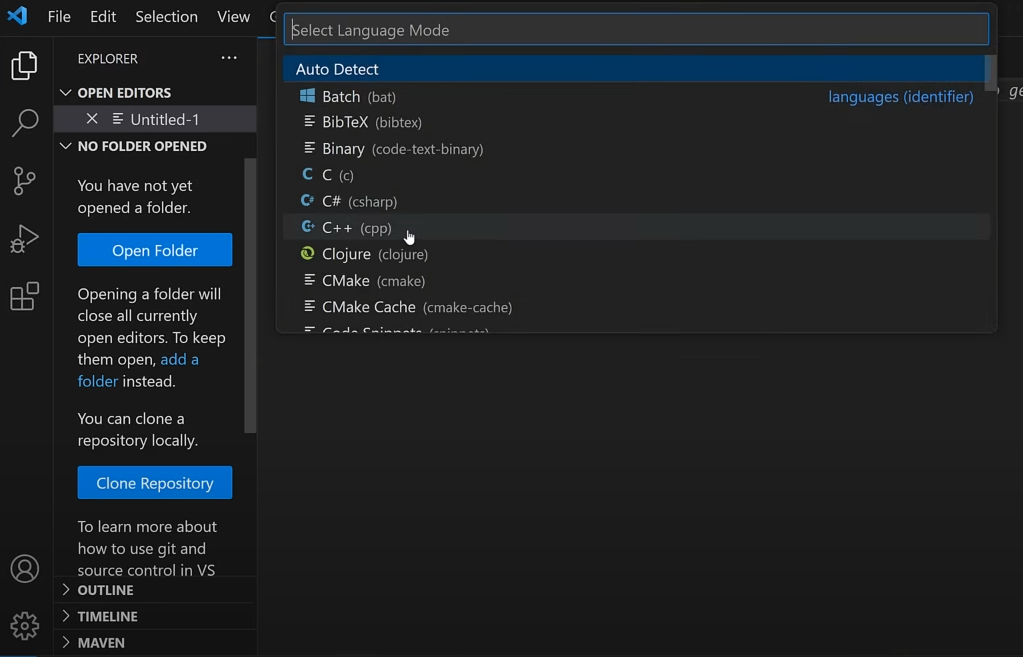 File Edit Selection View
Select Language Mode
EXPLORER
OPEN EDITORS
Untitled-1
NO FOLDER OPENED
You have not yet
opened a folder.
Open Folder
Opening a folder will
close all currently
open editors. To keep
them open, add a
folder instead.
You can clone a
repository locally.
Clone Repository
To learn more about
how to use git and
source control in VS
OUTLINE
TIMELINE
MAVEN
Auto Detect
Batch (bat) languages (identifier)
BibTeX (bibtex)
Binary (code-text-binary)
C C (c)
C# (csharp)
C++ (cpp)
Clojure (clojure)
CMake (cmake)
CMake Cache (cmake-cache)
Code Snippets (snippets)
ge